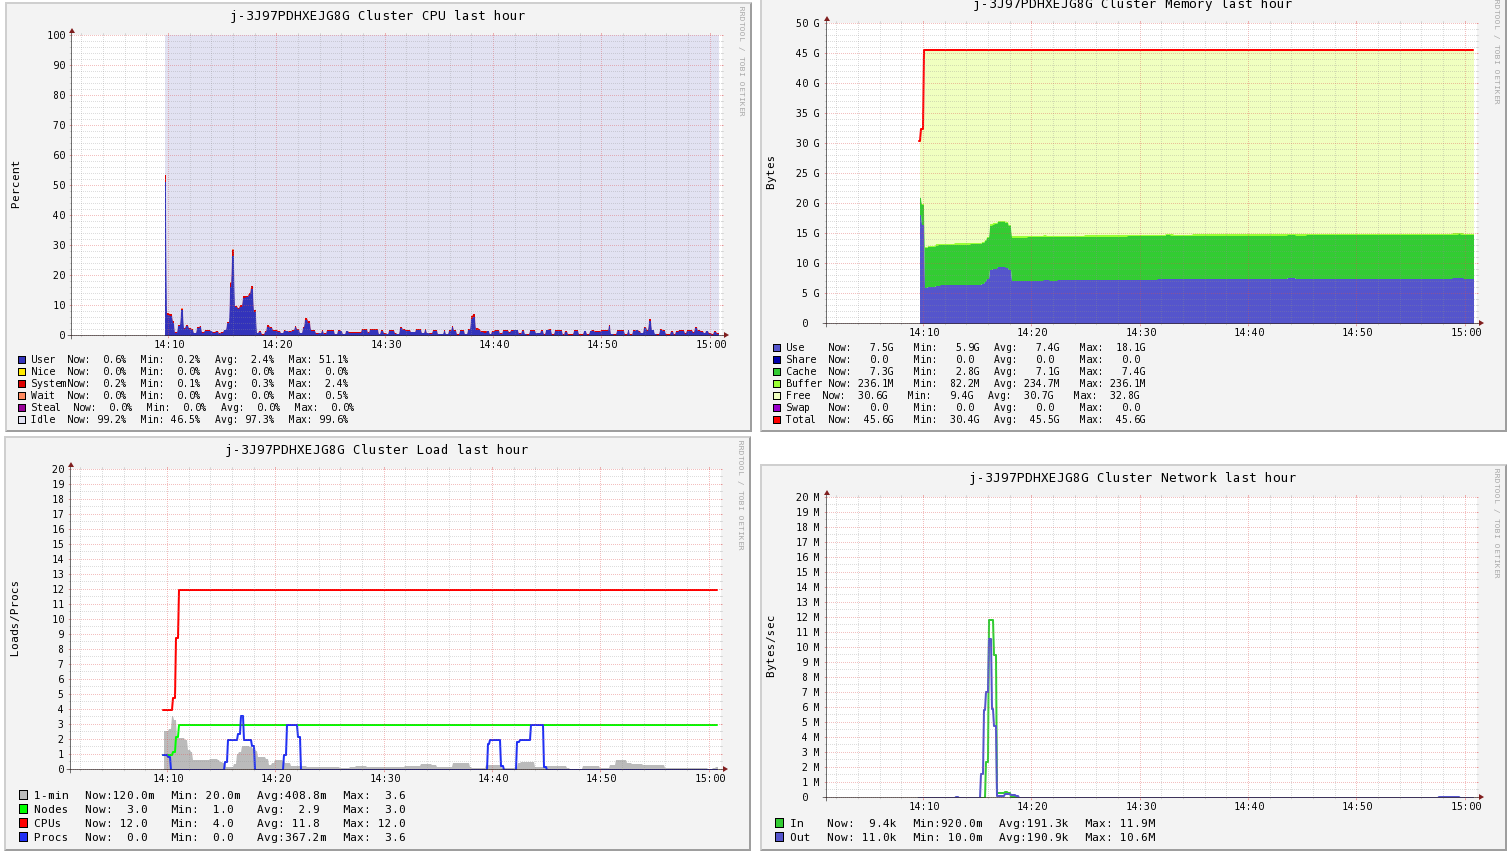 j-3J97PDHXEJG8G Cluster CPU last hour
RRDTOOL / TOBI OETIKER
Percent
100
90
80
70
60
50
40
30
20
10
0
14:10 14:20 14:30 14:40 14:50 15:00
User Now: 0.6% Min: 0.2% Avg: 2.4% Max: 51.1%
Nice Now: 0.0% Min: 0.0% Avg: 0.0% Max: 0.0%
System Now: 0.2% Min: 0.1% Avg: 0.3% Max: 2.4%
Wait Now: 0.0% Min: 0.0% Avg: 0.0% Max: 0.5%
Steal Now: 0.0% Min: 0.0% Avg: 0.0% Max: 0.0%
Idle Now: 99.2% Min: 46.5% Avg: 97.3% Max: 99.6%
j-3J97PDHXEJG8G Cluster Memory last hour
RRDTOOL / TOBI OETIKER
Bytes
50 G
45 G
40 G
35 G
30 G
25 G
20 G
15 G
10 G
5 G
0
14:10 14:20 14:30 14:40 14:50 15:00
Use Now: 7.5G Min: 5.9G Avg: 7.4G Max: 18.1G
Share Now: 0.0 Min: 0.0 Avg: 0.0 Max: 0.0
Cache Now: 7.3G Min: 2.8G Avg: 7.1G Max: 7.4G
Buffer Now: 236.1M Min: 82.2M Avg: 234.7M Max: 236.1M
Free Now: 30.6G Min: 9.4G Avg: 30.7G Max: 32.8G
Swap Now: 0.0 Min: 0.0 Avg: 0.0 Max: 0.0
Total Now: 45.6G Min: 30.4G Avg: 45.5G Max: 45.6G
j-3J97PDHXEJG8G Cluster Load last hour
RRDTOOL / TOBI OETIKER
Loads/Procs
20
19
18
17
16
15
14
13
12
11
10
9
8
7
6
5
4
3
2
1
0
14:10 14:20 14:30 14:40 14:50 15:00
1-min Now:120.0m Min: 20.0m Avg:408.8m Max: 3.6
Nodes Now: 3.0 Min: 1.0 Avg: 2.9 Max: 3.0
CPUs Now: 12.0 Min: 4.0 Avg: 11.8 Max: 12.0
Procs Now: 0.0 Min: 0.0 Avg:367.2m Max: 3.6
j-3J97PDHXEJG8G Cluster Network last hour
RRDTOOL / TOBI OETIKER
Bytes/sec
20 M
19 M
18 M
17 M
16 M
15 M
14 M
13 M
12 M
11 M
10 M
9 M
8 M
7 M
6 M
5 M
4 M
3 M
2 M
1 M
0
14:10 14:20 14:30 14:40 14:50 15:00
In Now: 9.4k Min:920.0m Avg:191.3k Max: 11.9M
Out Now: 11.0k Min: 10.0m Avg:190.9k Max: 10.6M